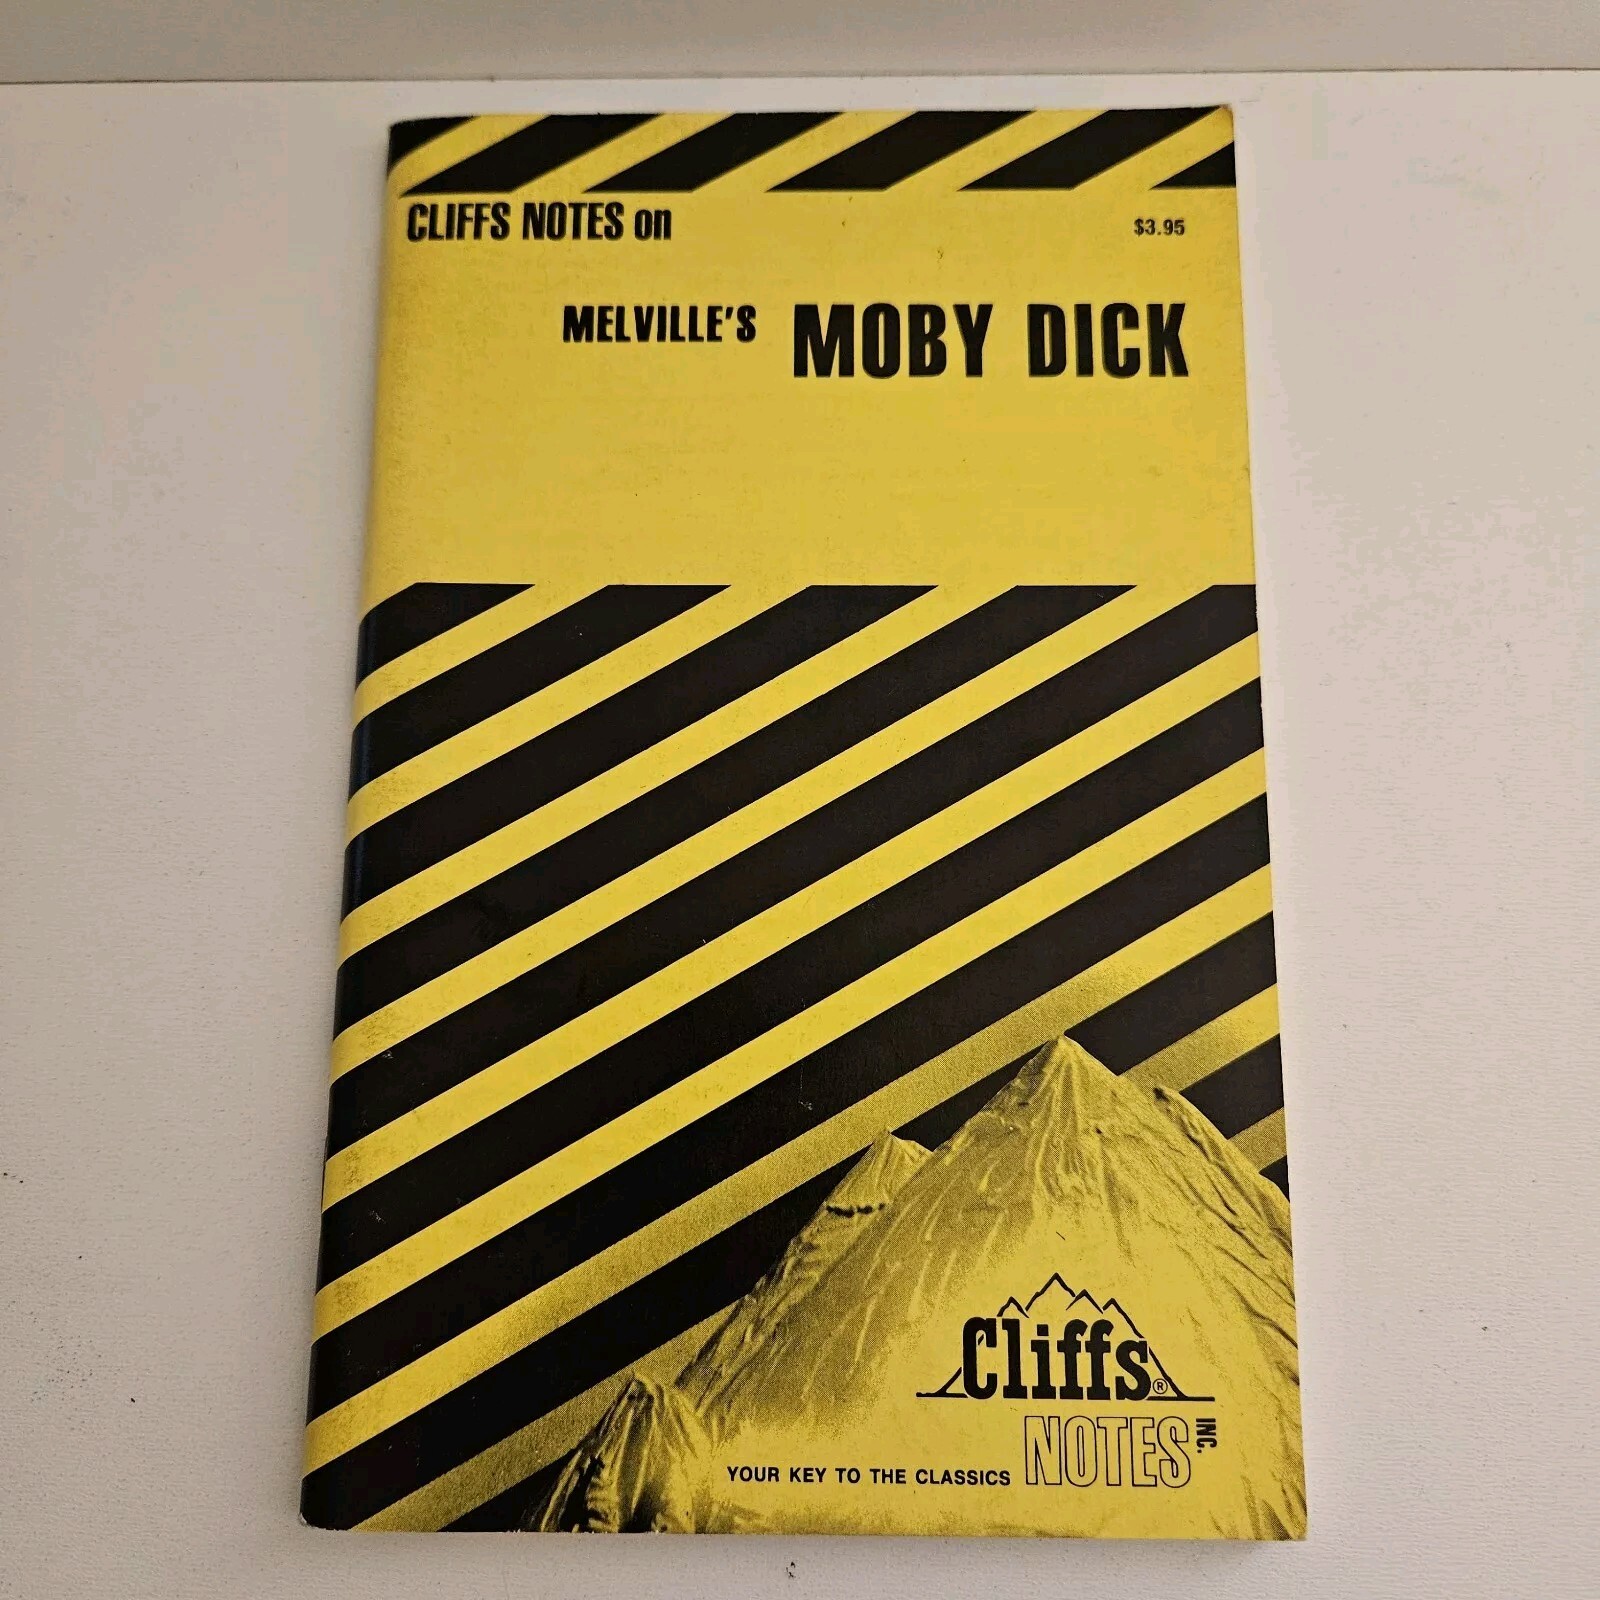 CLIFFS NOTES on
$3.95
MELVILLE'S MOBY DICK
Cliffs®
NOTES INC.
YOUR KEY TO THE CLASSICS